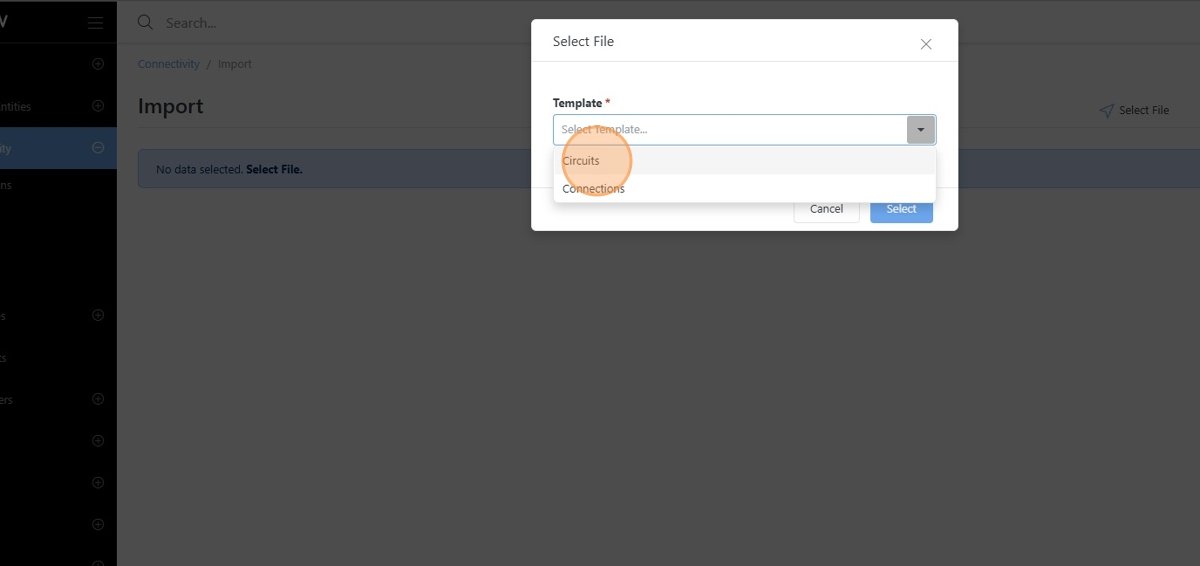 Search...
Select File
Connectivity / Import
ntities
Import
Template *
Select File
Select Template...
ity
Circuits
No data selected. Select File.
ns
Connections
Cancel
Select
s
ts
ers